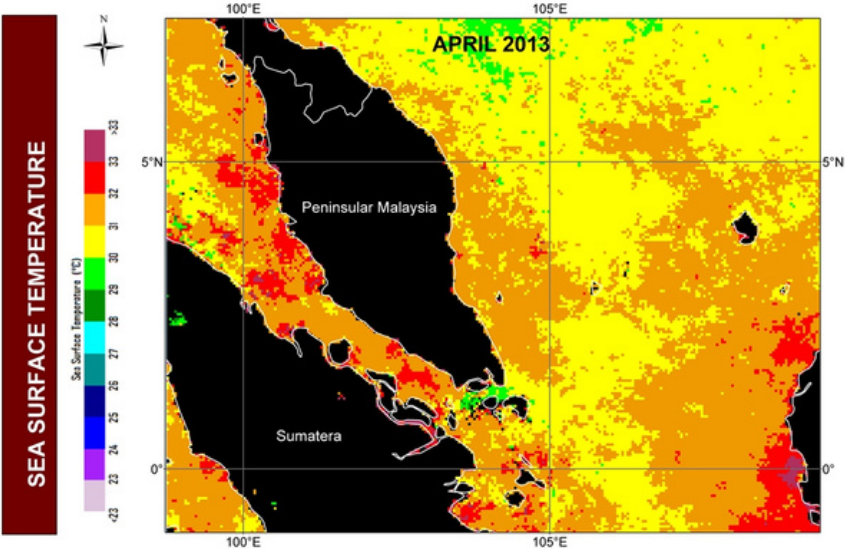 100°E
105°E
N
APRIL 2013
SEA SURFACE TEMPERATURE
Sea Surface Temperature (°C)
>33
33
32
31
30
29
28
27
26
25
24
23
<23
5°N
5°N
Peninsular Malaysia
Sumatera
0°
0°
100°E
105°E